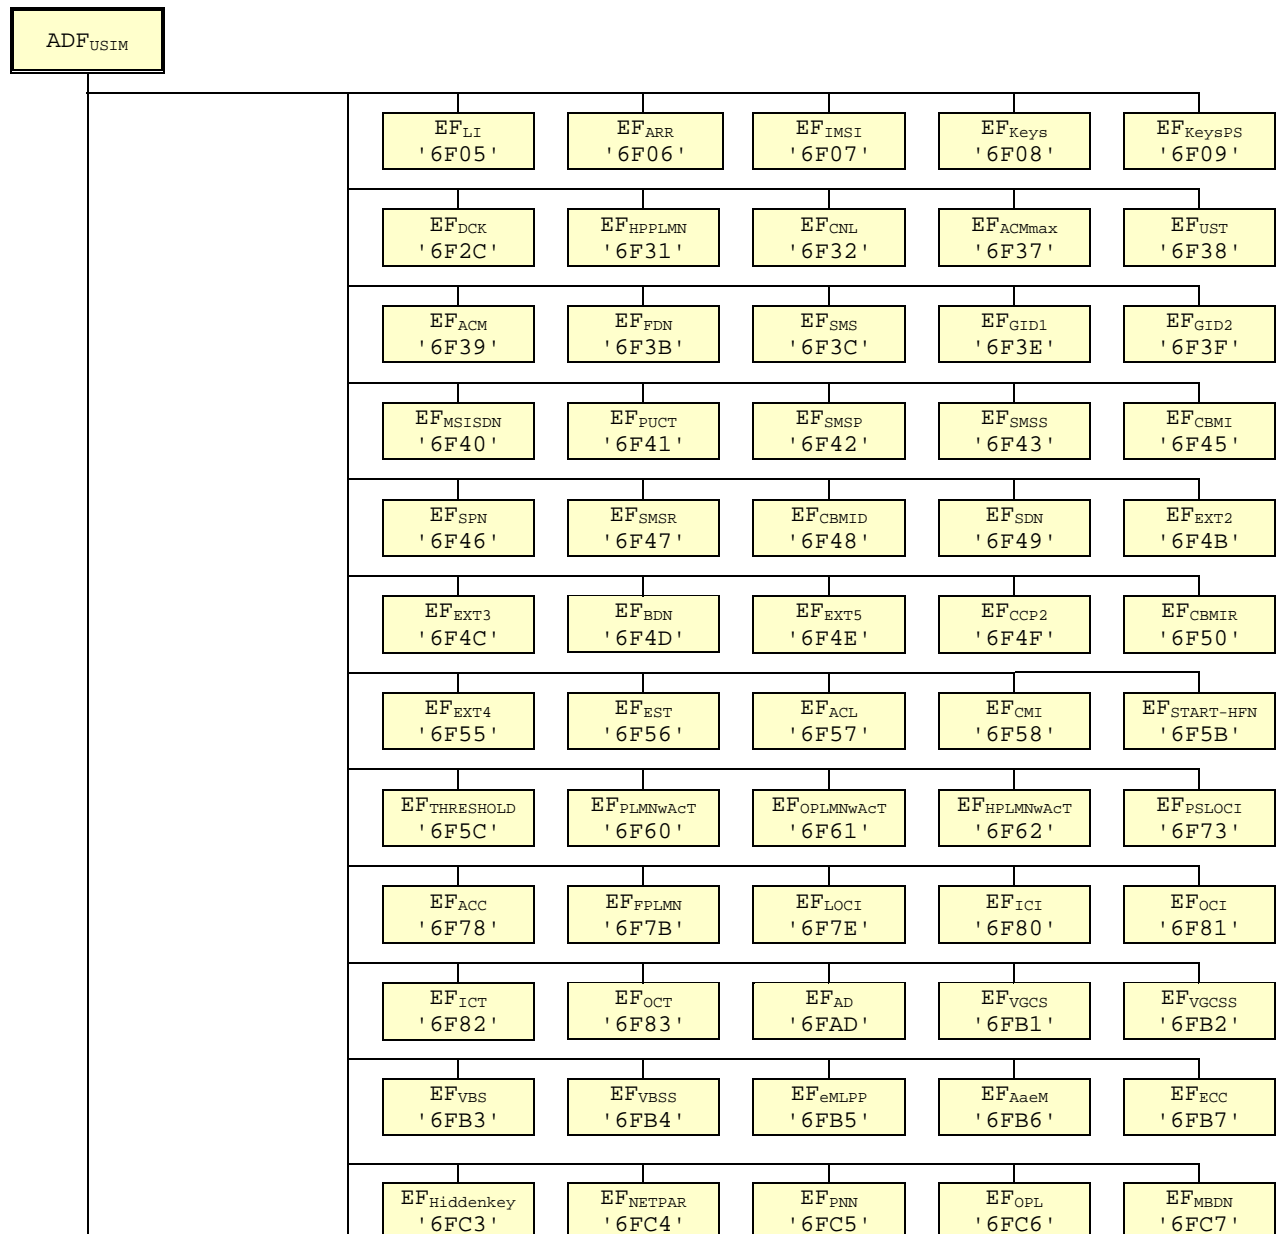 ADFUSIM
EFLI EFARR EFIMSI EFKeys EFKeysPS
'6F05' '6F06' '6F07' '6F08' '6F09'
EFDCK EFHPPLMN EFCNL EFACMmax EFUST
'6F2C' '6F31' '6F32' '6F37' '6F38'
EFACM EFFDN EFSMS EFGID1 EFGID2
'6F39' '6F3B' '6F3C' '6F3E' '6F3F'
EFMSISDN EFPUCT EFSMSP EFSMSS EFCBMI
'6F40' '6F41' '6F42' '6F43' '6F45'
EFSPN EFSMSR EFCBMID EFSDN EFEXT2
'6F46' '6F47' '6F48' '6F49' '6F4B'
EFEXT3 EFBDN EFEXT5 EFCCP2 EFCBMIR
'6F4C' '6F4D' '6F4E' '6F4F' '6F50'
EFEXT4 EFEST EFACL EFCMI EFSTART-HFN
'6F55' '6F56' '6F57' '6F58' '6F5B'
EFTHRESHOLD EFPLMNwAcT EFOPLMNwAcT EFHPLMNwAcT EFPSLOCI
'6F5C' '6F60' '6F61' '6F62' '6F73'
EFACC EFFPLMN EFLOCI EFICI EFOCI
'6F78' '6F7B' '6F7E' '6F80' '6F81'
EFICT EFOCT EFAD EFVGCS EFVGCSS
'6F82' '6F83' '6FAD' '6FB1' '6FB2'
EFVBS EFVBSS EFeMLPP EFAaeM EFECC
'6FB3' '6FB4' '6FB5' '6FB6' '6FB7'
EFHiddenkey EFNETPAR EFPNN EFOPL EFMBDN
'6FC3' '6FC4' '6FC5' '6FC6' '6FC7'